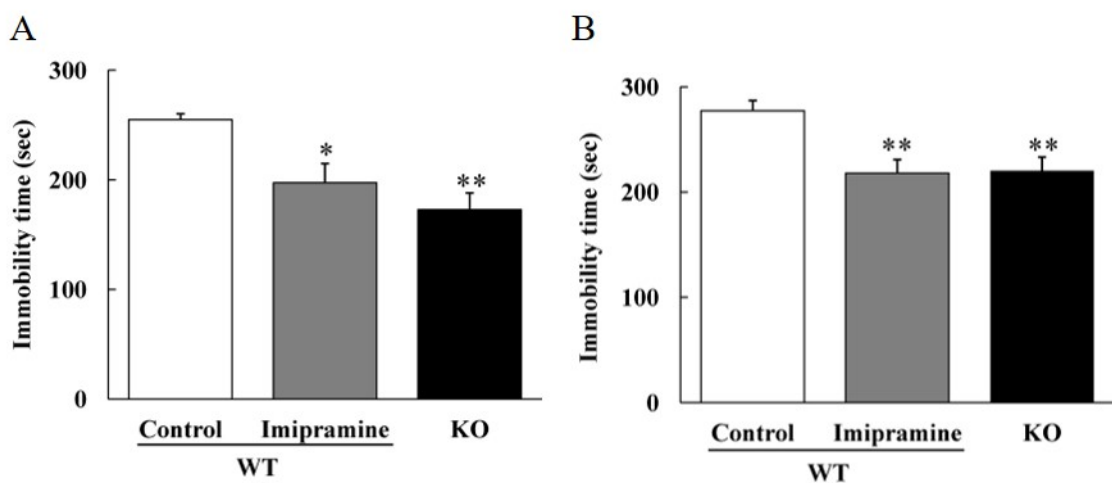 A
Immobility time (sec)
300
200
100
0
*
**
Control Imipramine KO
WT
B
Immobility time (sec)
300
200
100
0
**
**
Control Imipramine KO
WT